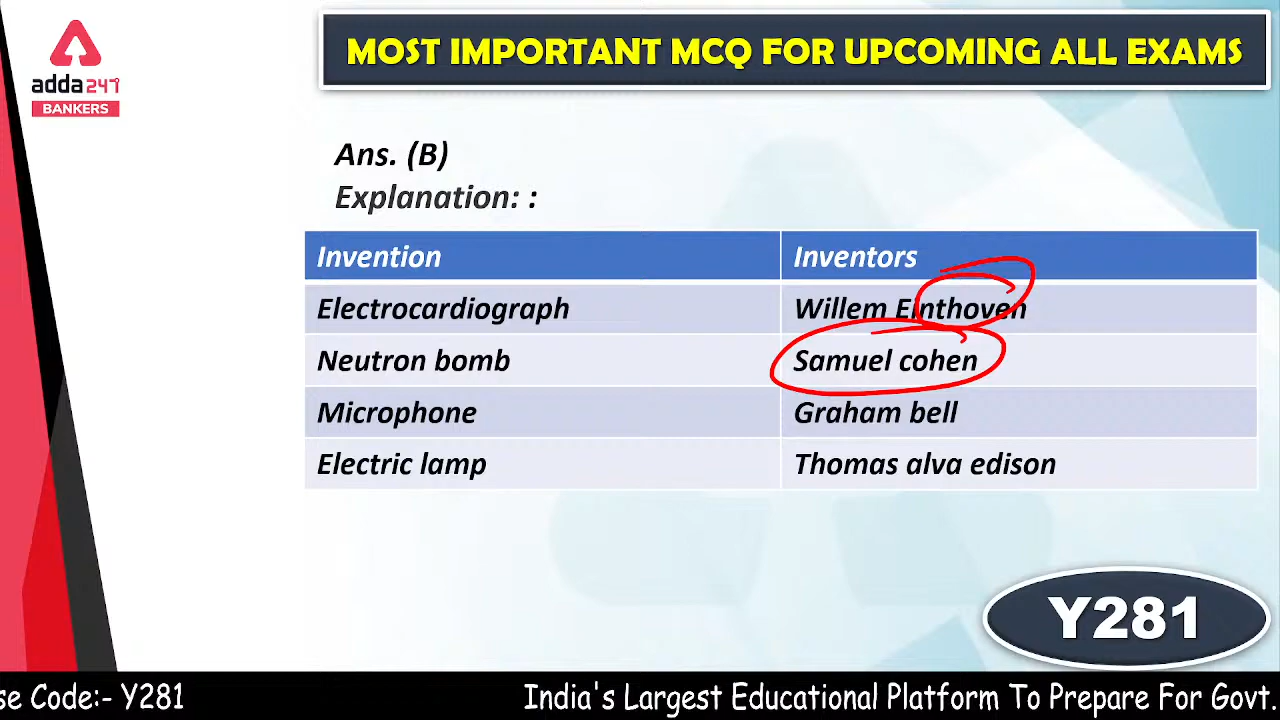 MOST IMPORTANT MCQ FOR UPCOMING ALL EXAMS
adda247
BANKERS
Ans. (B)
Explanation: :
Invention Inventors
Electrocardiograph Willem Einthoven
Neutron bomb Samuel cohen
Microphone Graham bell
Electric lamp Thomas alva edison
Y281
se Code:- Y281 India's Largest Educational Platform To Prepare For Govt.